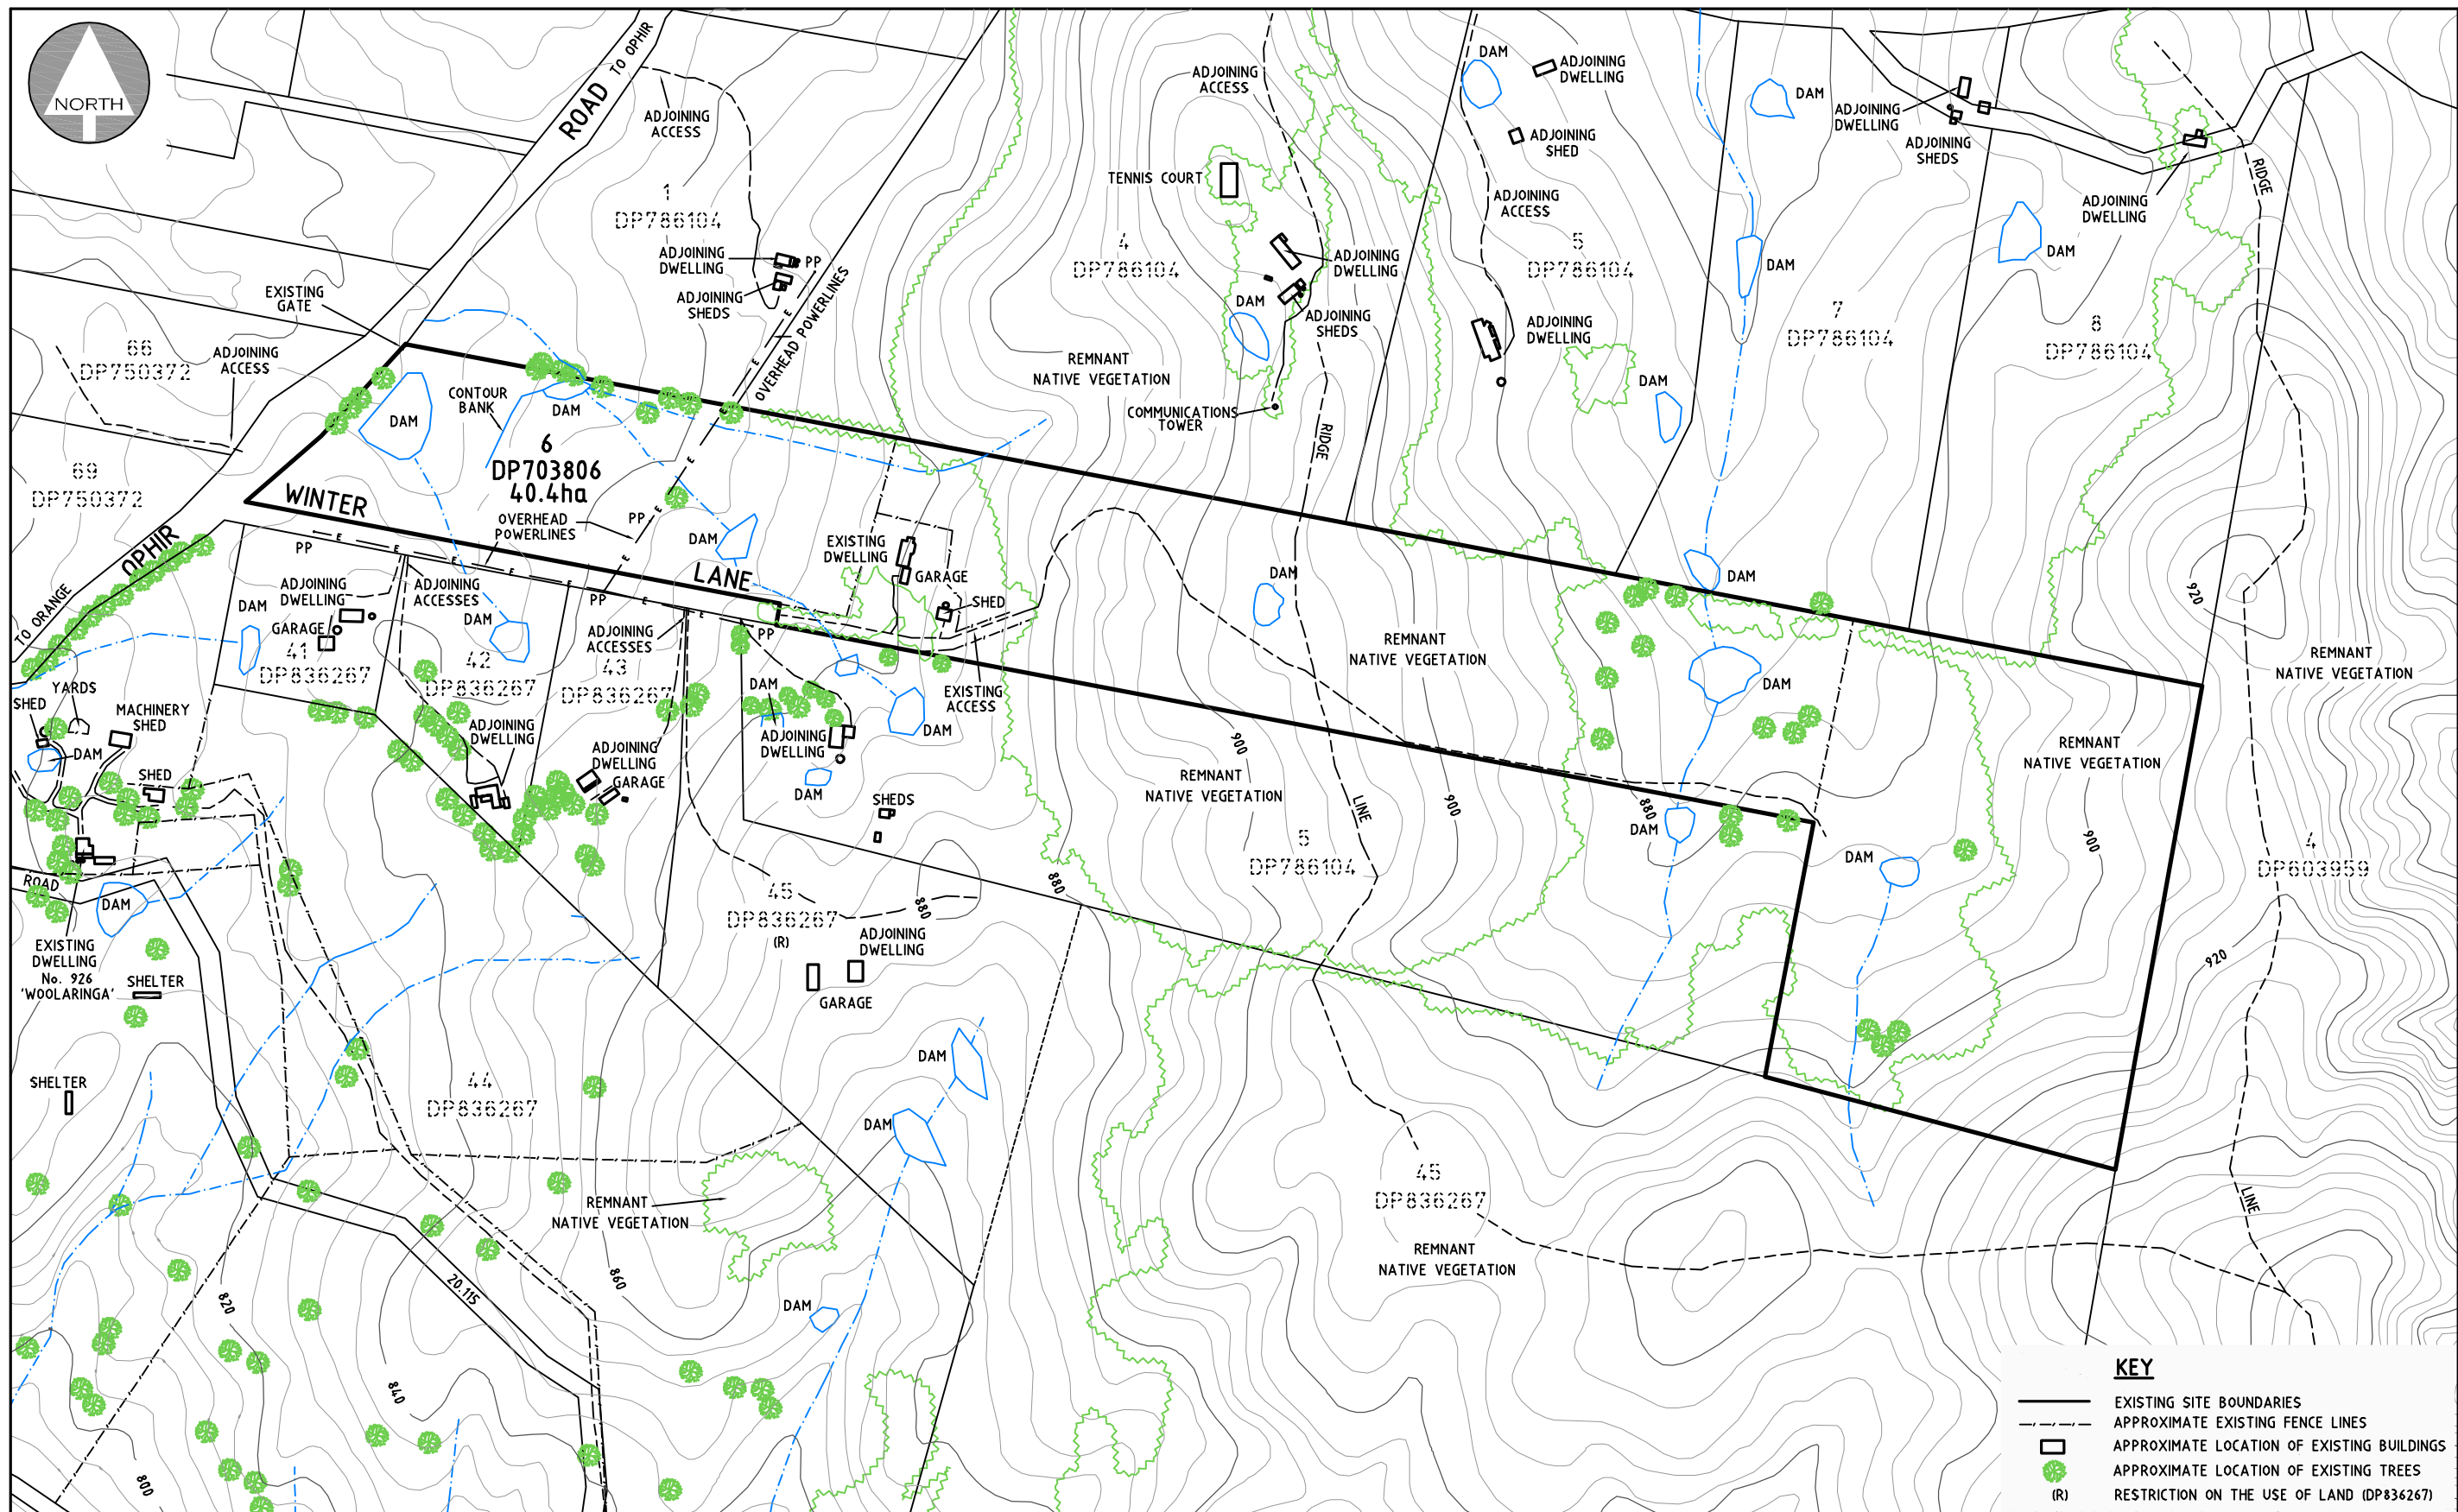 NORTH
ROAD
TO OPHIR
ADJOINING
ACCESS
1
DP786104
ADJOINING
DWELLING
PP
ADJOINING
SHEDS
OVERHEAD POWERLINES
E
E
E
E
EXISTING
GATE
66
DP750372
ADJOINING
ACCESS
69
DP750372
DAM
CONTOUR
BANK
DAM
6
DP703806
40.4ha
WINTER
LANE
OVERHEAD
POWERLINES
PP
E
E
DAM
EXISTING
DWELLING
GARAGE
SHED
OPHIR
TO ORANGE
PP
E
E
E
E
E
PP
E
E
PP
ADJOINING
DWELLING
ADJOINING
ACCESSES
DAM
GARAGE
41
DP836267
DAM
42
DP836267
ADJOINING
ACCESSES
43
DP836267
EXISTING
ACCESS
DAM
DAM
ADJOINING
DWELLING
DAM
SHEDS
ADJOINING
DWELLING
ADJOINING
DWELLING
GARAGE
SHED
YARDS
MACHINERY
SHED
DAM
SHED
ROAD
DAM
EXISTING
DWELLING
No. 926
'WOOLARINGA'
SHELTER
SHELTER
45
DP836267
(R)
880
ADJOINING
DWELLING
GARAGE
44
DP836267
DAM
DAM
REMNANT
NATIVE VEGETATION
DAM
860
20.115
820
840
800
ADJOINING
ACCESS
TENNIS COURT
4
DP786104
ADJOINING
DWELLING
DAM
ADJOINING
SHEDS
REMNANT
NATIVE VEGETATION
COMMUNICATIONS
TOWER
RIDGE
LINE
DAM
ADJOINING
DWELLING
ADJOINING
SHED
ADJOINING
ACCESS
5
DP786104
ADJOINING
DWELLING
DAM
DAM
DAM
7
DP786104
ADJOINING
DWELLING
ADJOINING
SHEDS
ADJOINING
DWELLING
DAM
8
DP786104
RIDGE
920
DAM
DAM
REMNANT
NATIVE VEGETATION
DAM
REMNANT
NATIVE VEGETATION
REMNANT
NATIVE VEGETATION
900
REMNANT
NATIVE VEGETATION
900
880
DAM
5
DP786104
880
DAM
900
4
DP603959
920
45
DP836267
REMNANT
NATIVE VEGETATION
LINE
KEY
EXISTING SITE BOUNDARIES
APPROXIMATE EXISTING FENCE LINES
APPROXIMATE LOCATION OF EXISTING BUILDINGS
APPROXIMATE LOCATION OF EXISTING TREES
(R) RESTRICTION ON THE USE OF LAND (DP836267)